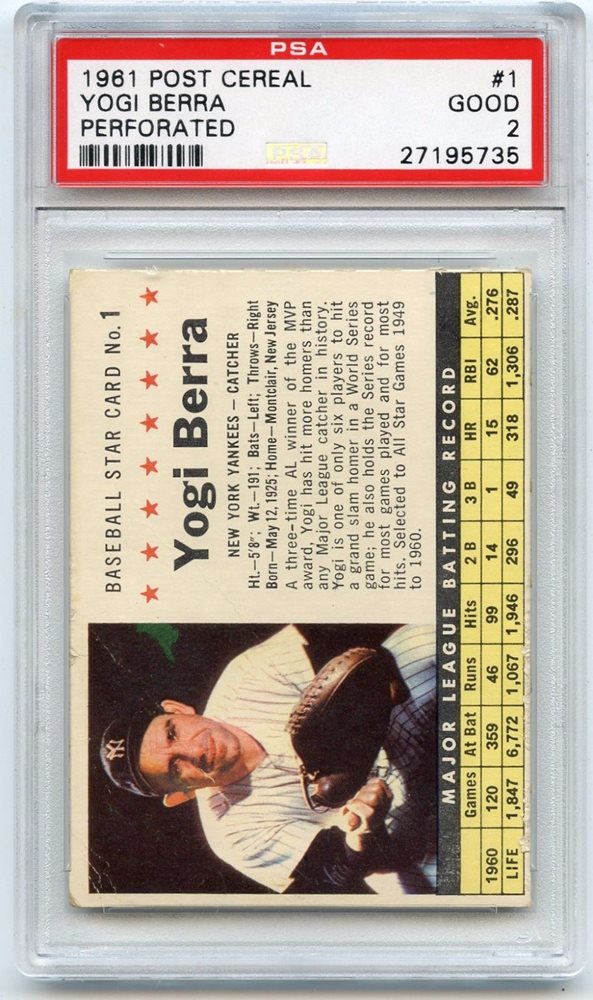 PSA
1961 POST CEREAL #1
YOGI BERRA GOOD
PERFORATED 2
27195735
BASEBALL STAR CARD No. 1
Yogi Berra
NEW YORK YANKEES – CATCHER
Ht.—5'8"; Wt.—191; Bats—Left; Throws—Right
Born—May 12, 1925; Home—Montclair, New Jersey
A three-time AL winner of the MVP
award, Yogi has hit more homers than
any Major League catcher in history.
Yogi is one of only six players to hit
a grand slam homer in a World Series
game; he also holds the Series record
for most games played and for most
hits. Selected to All Star Games 1949
to 1960.
NY
MAJOR LEAGUE BATTING RECORD
Games At Bat Runs Hits 2 B 3 B HR RBI Avg.
1960 120 359 46 99 14 1 15 62 .276
LIFE 1,847 6,772 1,067 1,946 296 49 318 1,306 .287